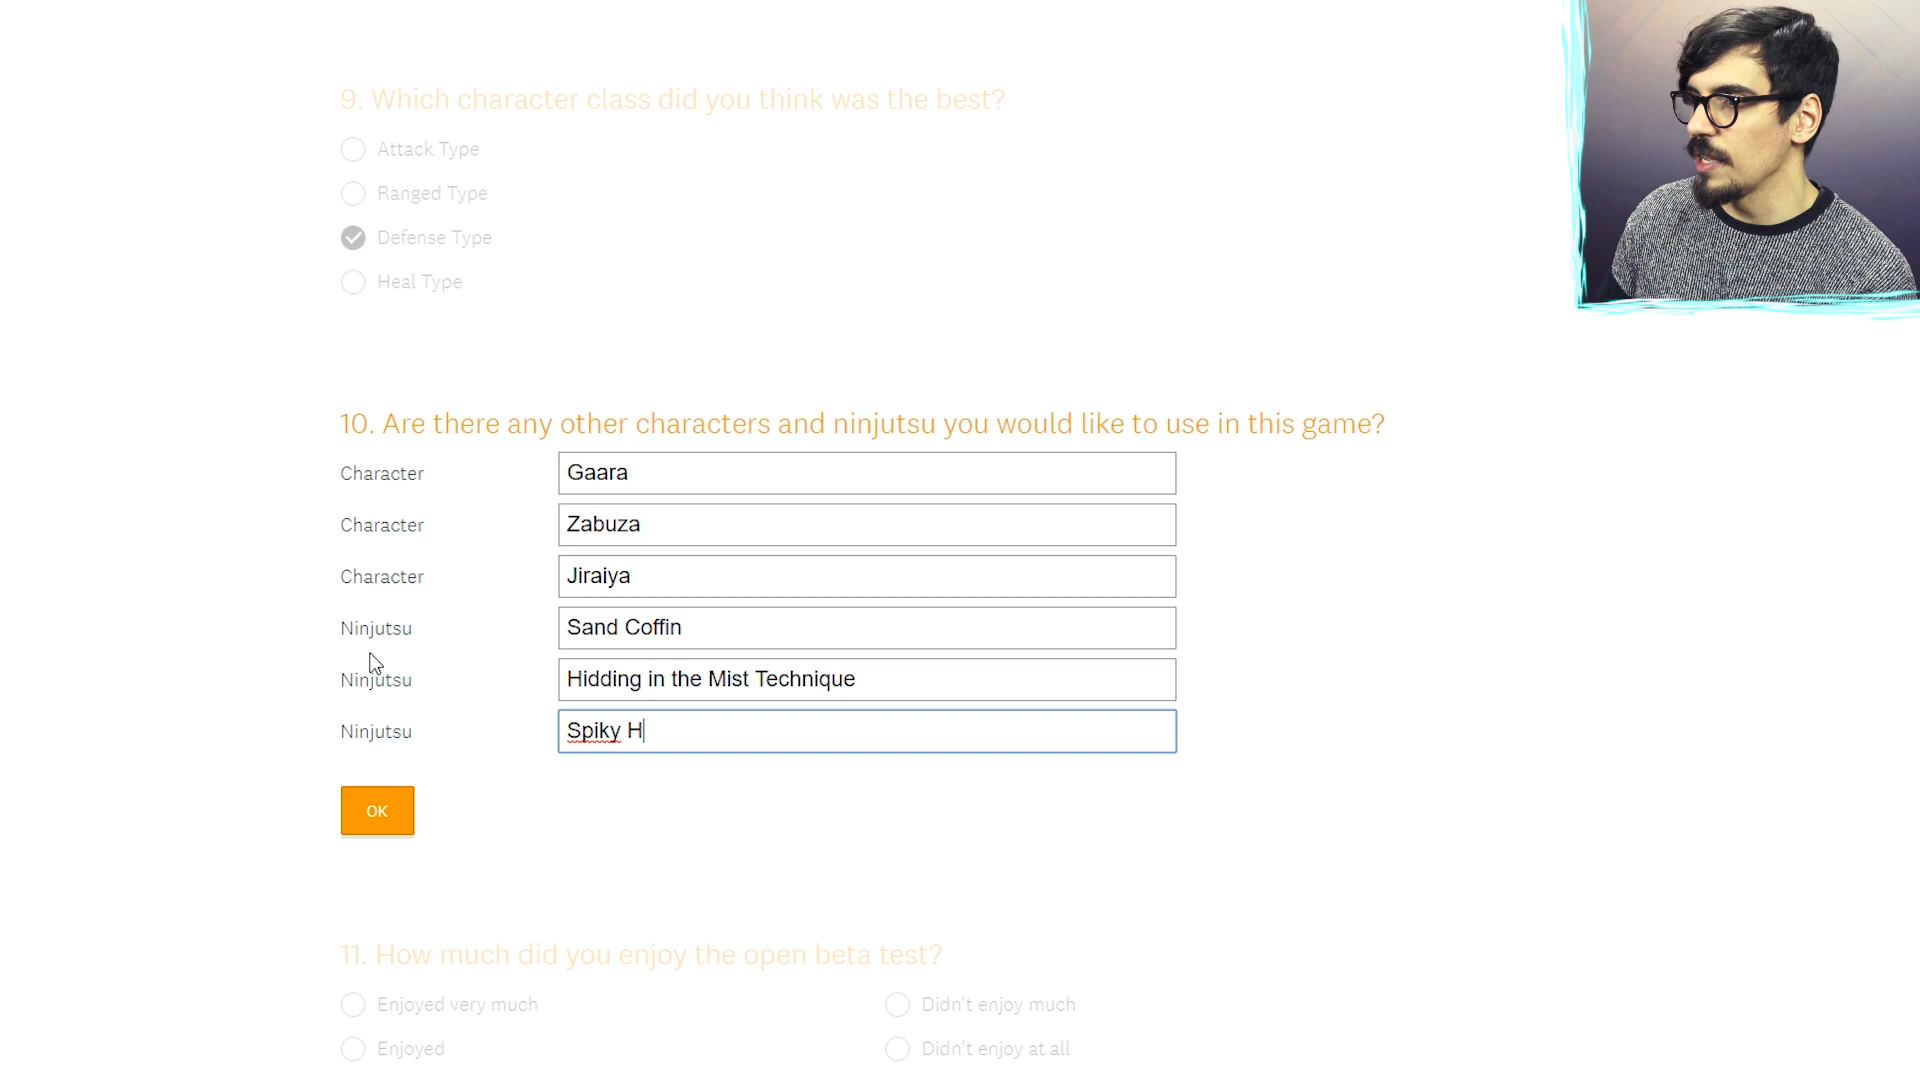 9. Which character class did you think was the best?
Attack Type
Ranged Type
Defense Type
Heal Type
10. Are there any other characters and ninjutsu you would like to use in this game?
Character Gaara
Character Zabuza
Character Jiraiya
Ninjutsu Sand Coffin
Ninjutsu Hidding in the Mist Technique
Ninjutsu Spiky H
OK
11. How much did you enjoy the open beta test?
Enjoyed very much Didn't enjoy much
Enjoyed Didn't enjoy at all